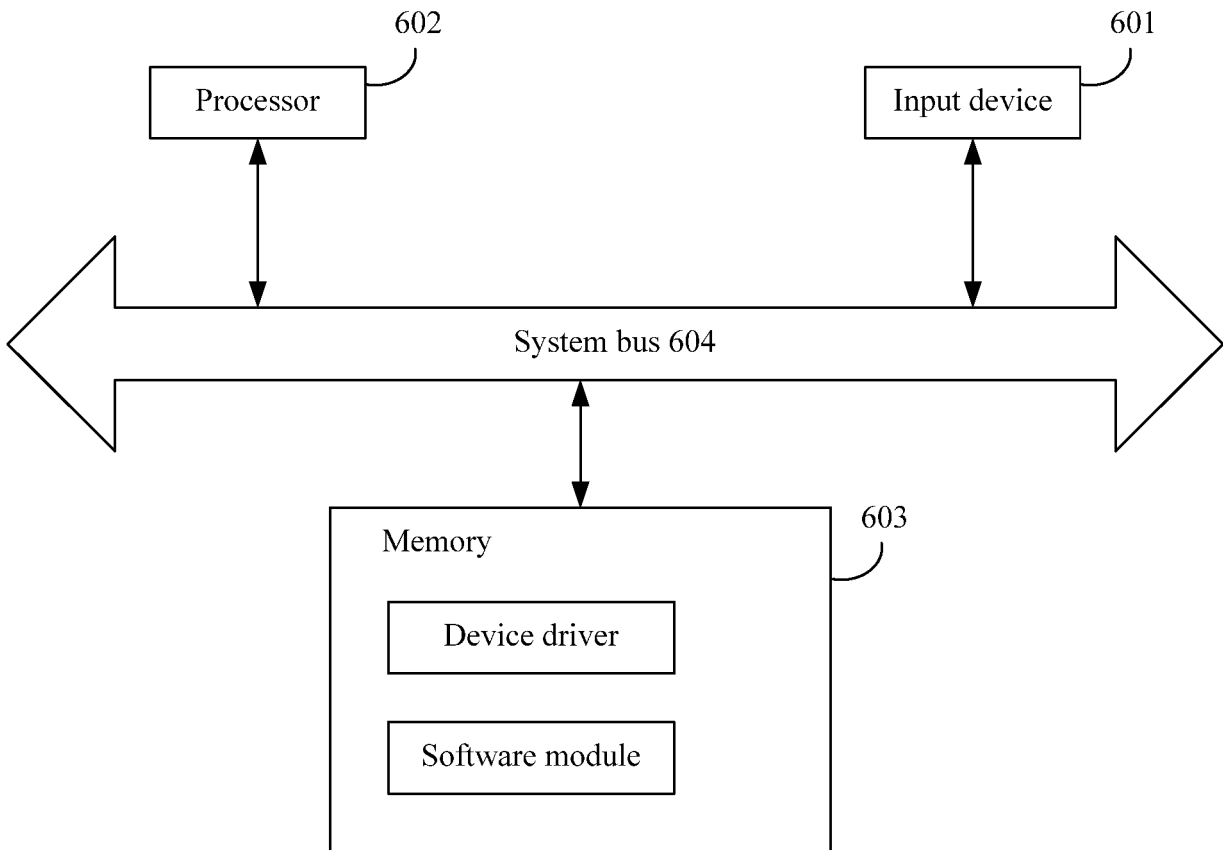 602
601
Processor
Input device
System bus 604
603
Memory
Device driver
Software module